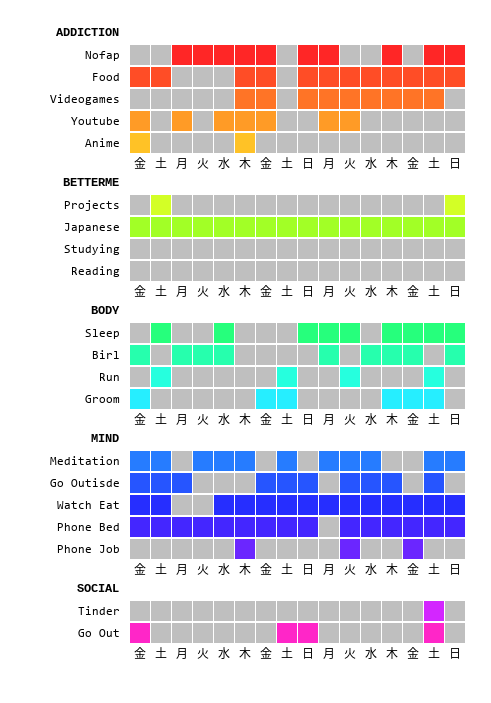 ADDICTION
Nofap
Food
Videogames
Youtube
Anime
金 土 月 火 水 木 金 土 日 月 火 水 木 金 土 日
BETTERME
Projects
Japanese
Studying
Reading
金 土 月 火 水 木 金 土 日 月 火 水 木 金 土 日
BODY
Sleep
Birl
Run
Groom
金 土 月 火 水 木 金 土 日 月 火 水 木 金 土 日
MIND
Meditation
Go Outisde
Watch Eat
Phone Bed
Phone Job
金 土 月 火 水 木 金 土 日 月 火 水 木 金 土 日
SOCIAL
Tinder
Go Out
金 土 月 火 水 木 金 土 日 月 火 水 木 金 土 日